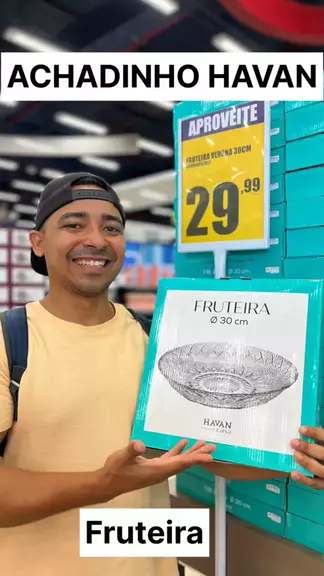 ACHADINHO HAVAN
APROVEITE
FRUTEIRA VERONA 30CM
29,99
FRUTEIRA
Ø 30 cm
HAVAN
Fruteira